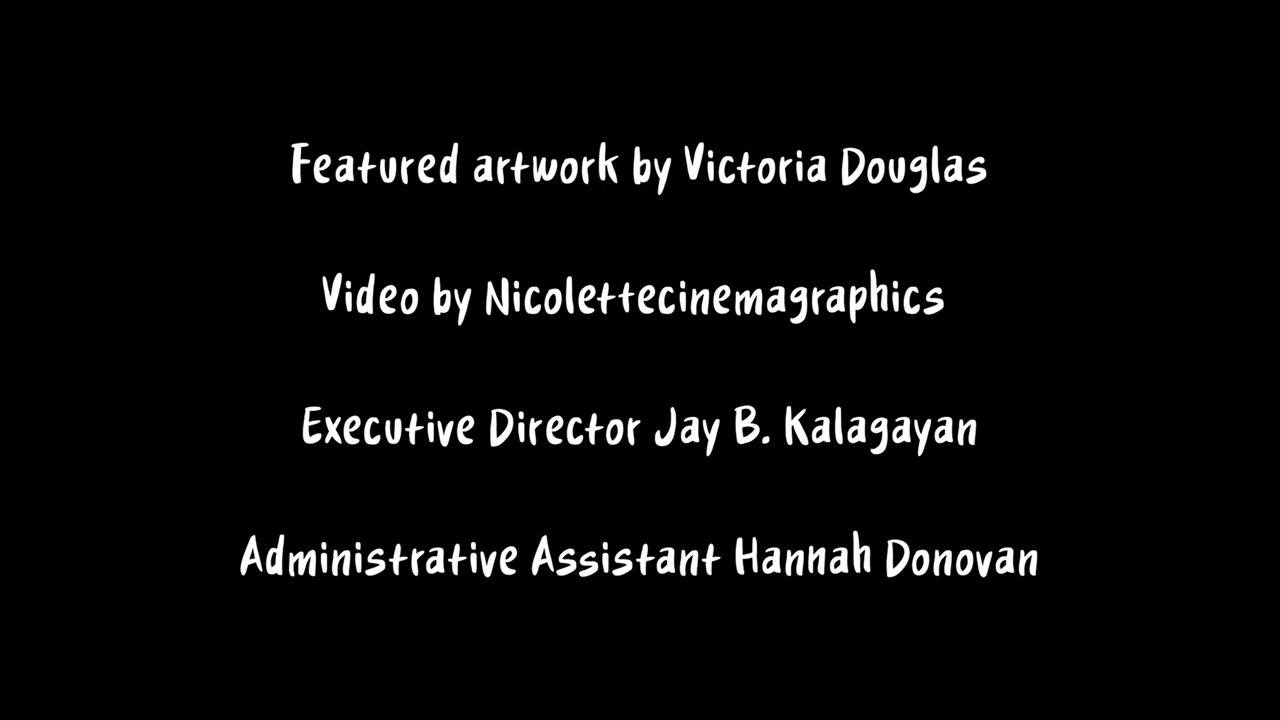 Featured artwork by Victoria Douglas
Video by Nicolettecinemagraphics
Executive Director Jay B. Kalagayan
Administrative Assistant Hannah Donovan